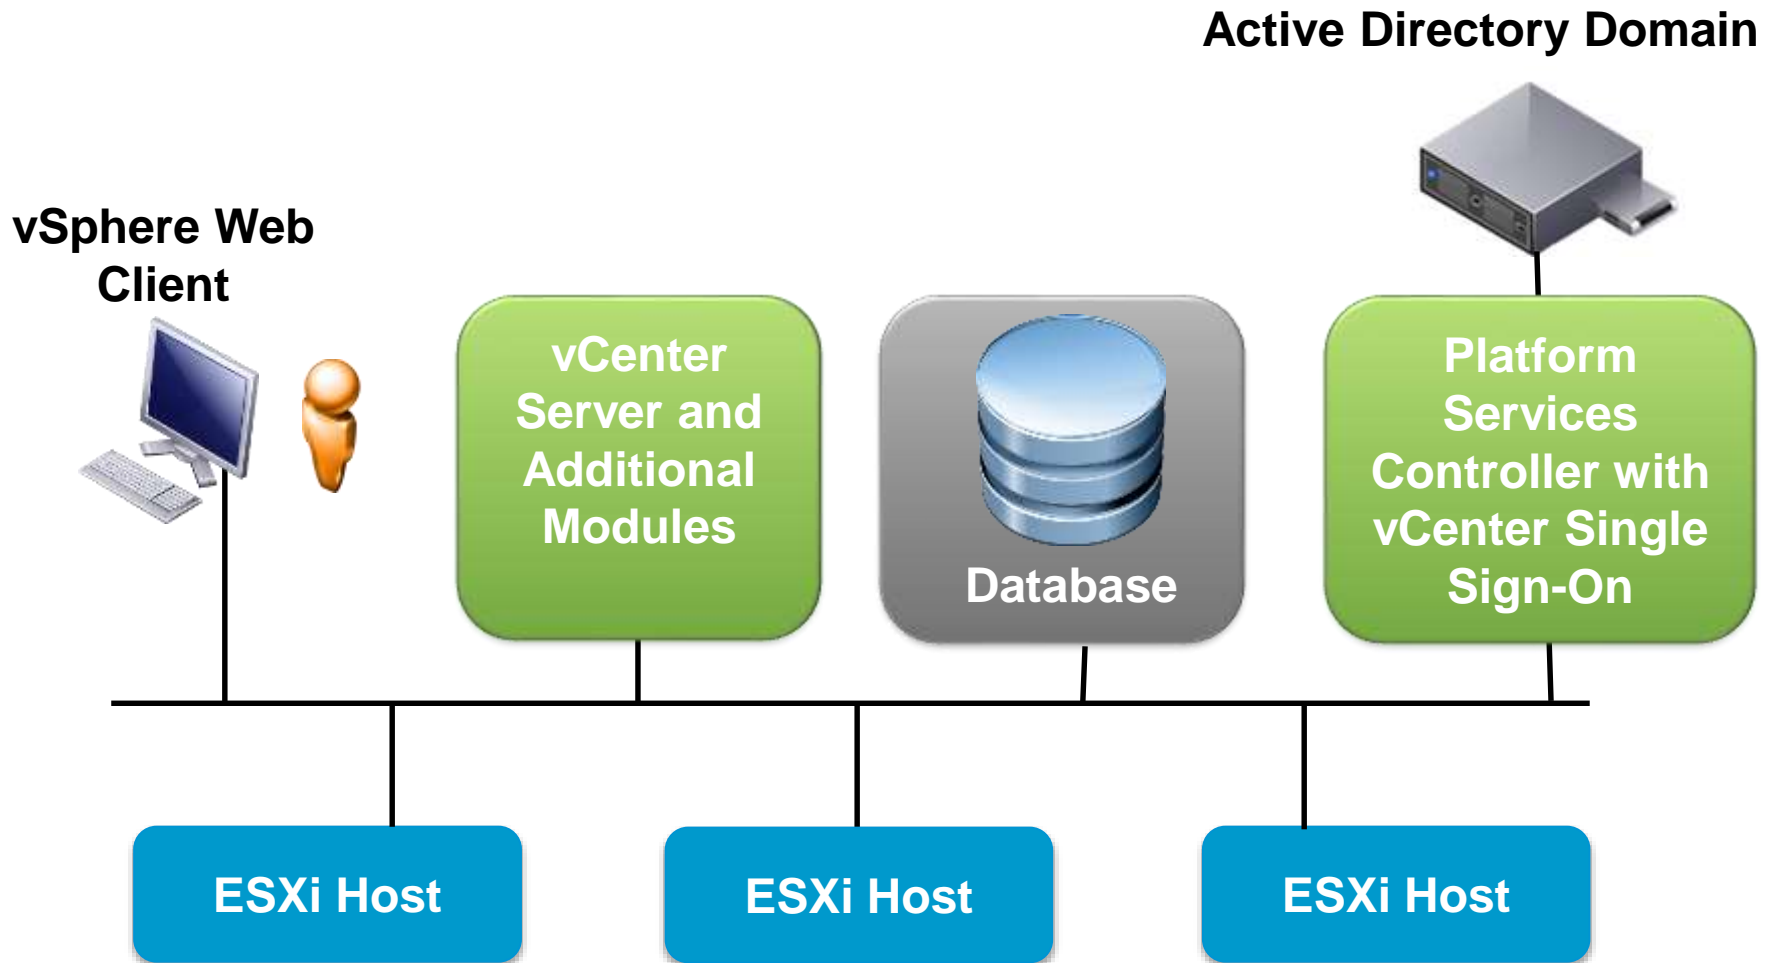 Active Directory Domain
vSphere Web
Client
vCenter
Server and
Additional
Modules
Database
Platform
Services
Controller with
vCenter Single
Sign-On
ESXi Host
ESXi Host
ESXi Host